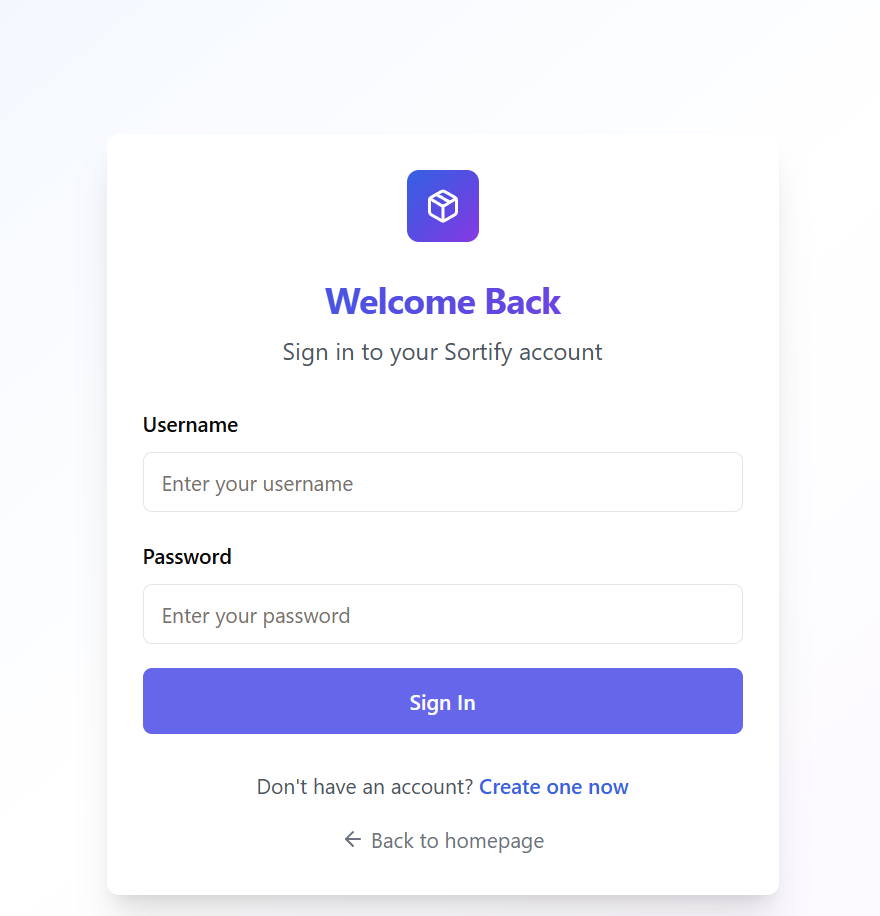 Welcome Back
Sign in to your Sortify account
Username
Enter your username
Password
Enter your password
Sign In
Don't have an account? Create one now
Back to homepage